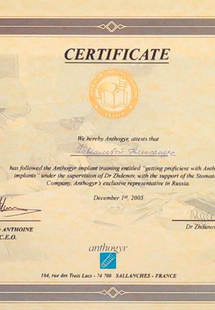 CERTIFICATE
We hereby Anthogyr, attests that
has followed the Anthogyr implant training entitled "getting proficient with Anth
implants" under the supervision of Dr Zhdenov, with the support of the Stoma
Company, Anthogyr's exclusive representative in Russia.
December 1st, 2005
ANTHOINE
C.E.O.
Dr Zhdenov
anthogyr
164, rue des Trois Lacs - 74 700 SALLANCHES - FRANCE